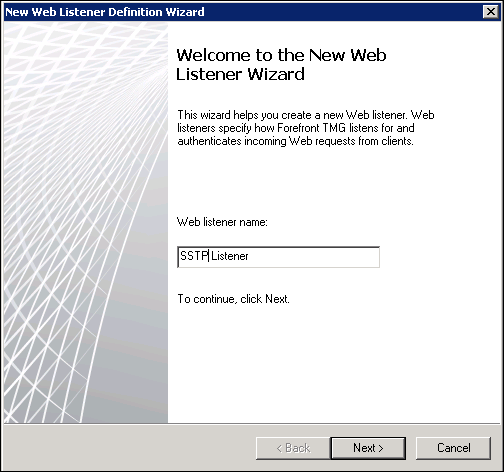 New Web Listener Definition Wizard
Welcome to the New Web
Listener Wizard
This wizard helps you create a new Web listener. Web
listeners specify how Forefront TMG listens for and
authenticates incoming Web requests from clients.
Web listener name:
SSTP Listener
To continue, click Next.
< Back
Next >
Cancel